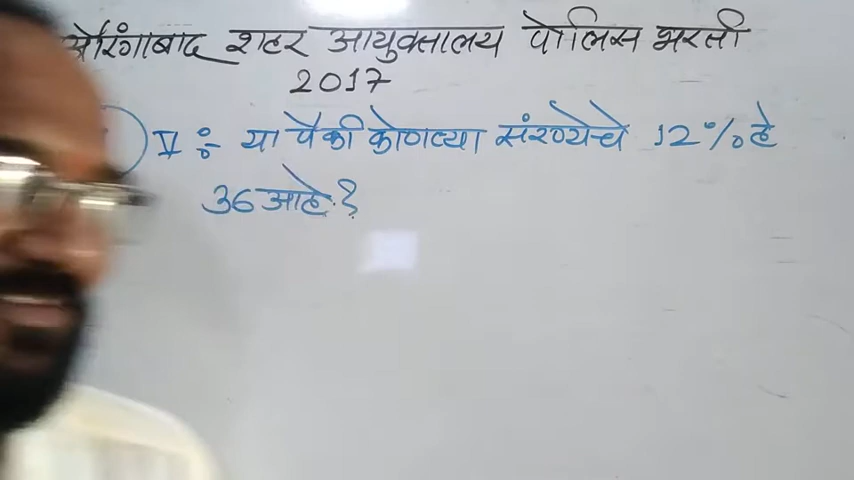 औरंगाबाद शहर आयुक्तालय पोलिस भरती
2017
V ÷ या पैकी कोणत्या संख्येचे 12% हे
36 आहे ?